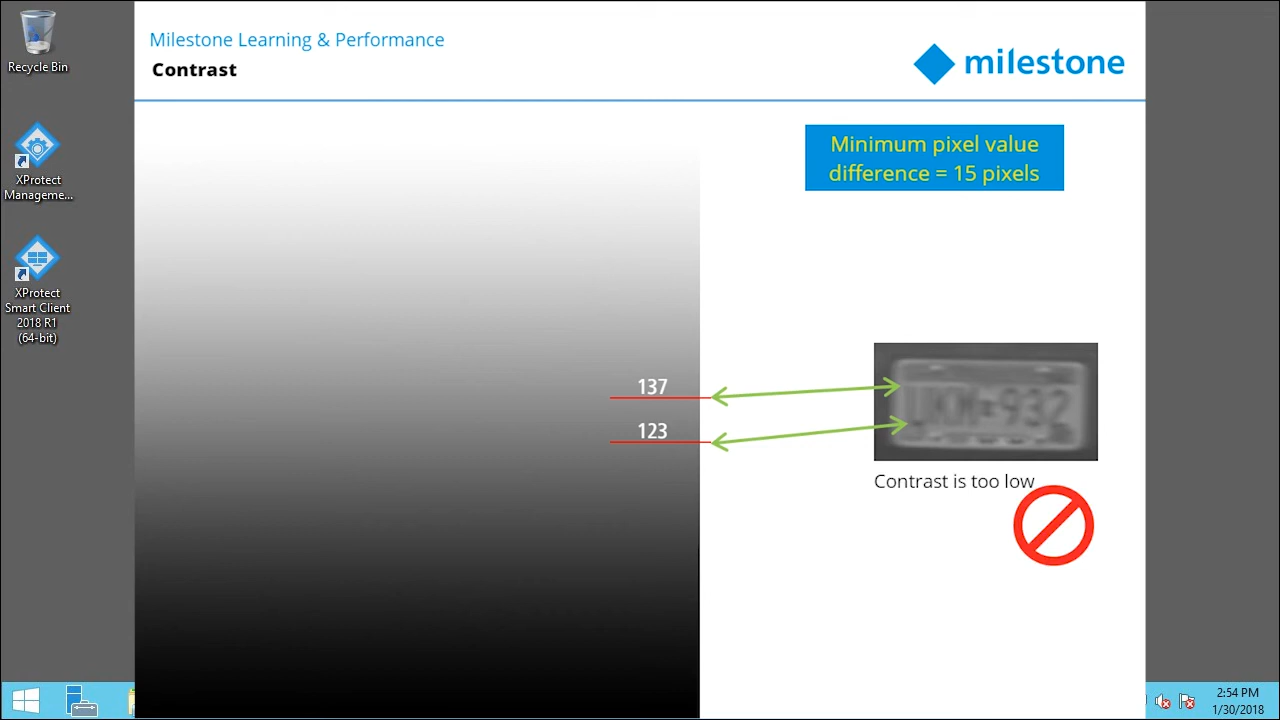 Recycle Bin
XProtect
Manageme...
XProtect
Smart Client
2018 R1
(64-bit)
Milestone Learning & Performance
Contrast
milestone
Minimum pixel value
difference = 15 pixels
137
123
Contrast is too low
2:54 PM
1/30/2018